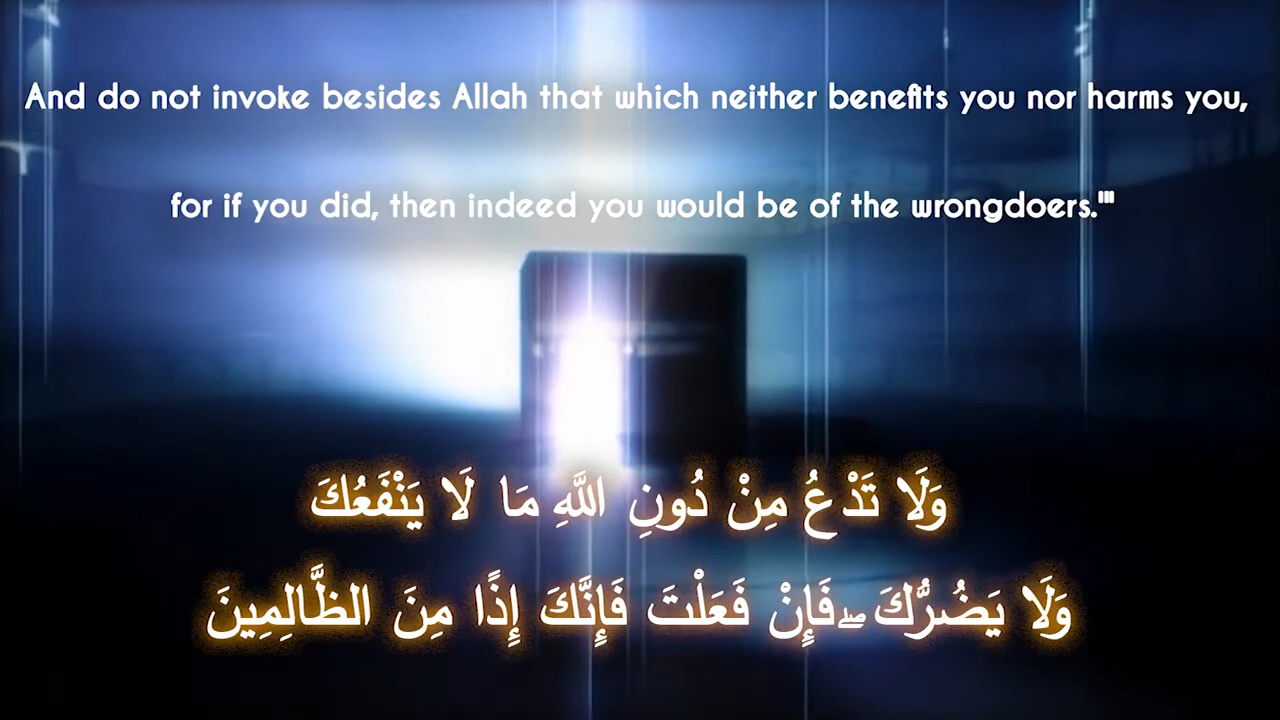 And do not invoke besides Allah that which neither benefits you nor harms you,
for if you did, then indeed you would be of the wrongdoers."'
وَلَا تَدْعُ مِنْ دُونِ اللَّهِ مَا لَا يَنْفَعُكَ
وَلَا يَضُرُّكَ ۖ فَإِنْ فَعَلْتَ فَإِنَّكَ إِذًا مِنَ الظَّالِمِينَ